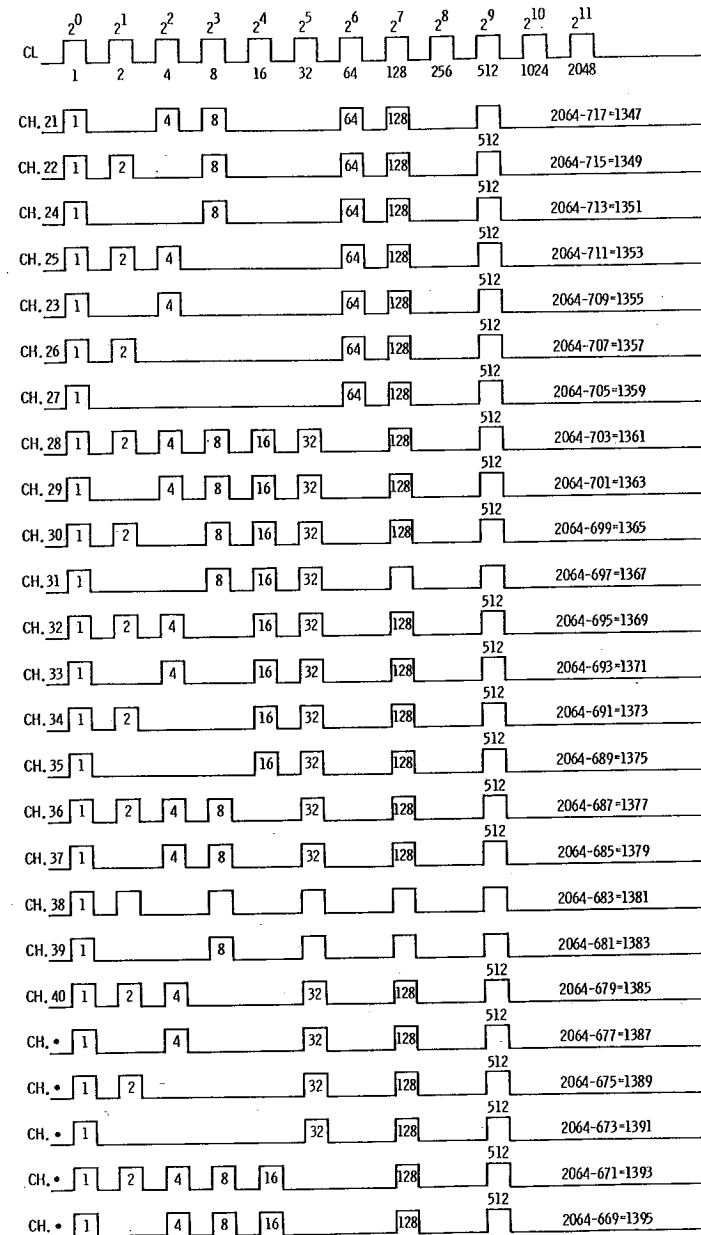 2^0 2^1 2^2 2^3 2^4 2^5 2^6 2^7 2^8 2^9 2^10 2^11
CL
1 2 4 8 16 32 64 128 256 512 1024 2048
CH. 21 1 4 8 64 128 2064-717=1347
512
CH. 22 1 2 8 64 128 2064-715=1349
512
CH. 24 1 8 64 128 2064-713=1351
512
CH. 25 1 2 4 64 128 2064-711=1353
512
CH. 23 1 4 64 128 2064-709=1355
512
CH. 26 1 2 64 128 2064-707=1357
512
CH. 27 1 64 128 2064-705=1359
512
CH. 28 1 2 4 8 16 32 128 2064-703=1361
512
CH. 29 1 4 8 16 32 128 2064-701=1363
512
CH. 30 1 2 8 16 32 128 2064-699=1365
512
CH. 31 1 8 16 32 2064-697=1367
512
CH. 32 1 2 4 16 32 128 2064-695=1369
512
CH. 33 1 4 16 32 128 2064-693=1371
512
CH. 34 1 2 16 32 128 2064-691=1373
512
CH. 35 1 16 32 128 2064-689=1375
512
CH. 36 1 2 4 8 32 128 2064-687=1377
512
CH. 37 1 4 8 32 128 2064-685=1379
512
CH. 38 1 2064-683=1381
CH. 39 1 8 2064-681=1383
512
CH. 40 1 2 4 32 128 2064-679=1385
512
CH. • 1 4 32 128 2064-677=1387
512
CH. • 1 2 32 128 2064-675=1389
512
CH. • 1 32 128 2064-673=1391
512
CH. • 1 2 4 8 16 128 2064-671=1393
512
CH. • 1 4 8 16 128 2064-669=1395